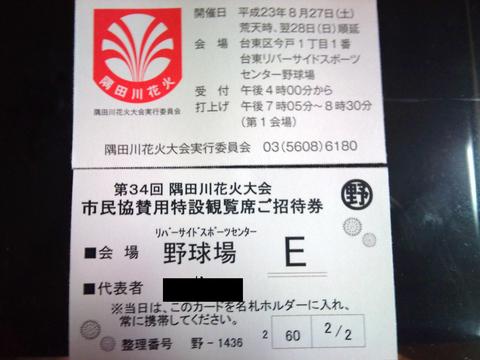 隅田川花火
隅田川花火大会実行委員会
開催日 平成23年8月27日(土)
荒天時、翌28日(日)順延
会場 台東区今戸1丁目1番
台東リバーサイドスポーツ
センター野球場
受付 午後4時00分から
打上げ 午後7時05分～8時30分
(第1会場)
隅田川花火大会実行委員会 03(5608)6180
第34回 隅田川花火大会
野
市民協賛用特設観覧席ご招待券
リバーサイドスポーツセンター
■会場 野球場 E
■代表者
※当日は、このカードを名札ホルダーに入れ、
常に携帯してください。
整理番号 野-1436 2 60 2/2